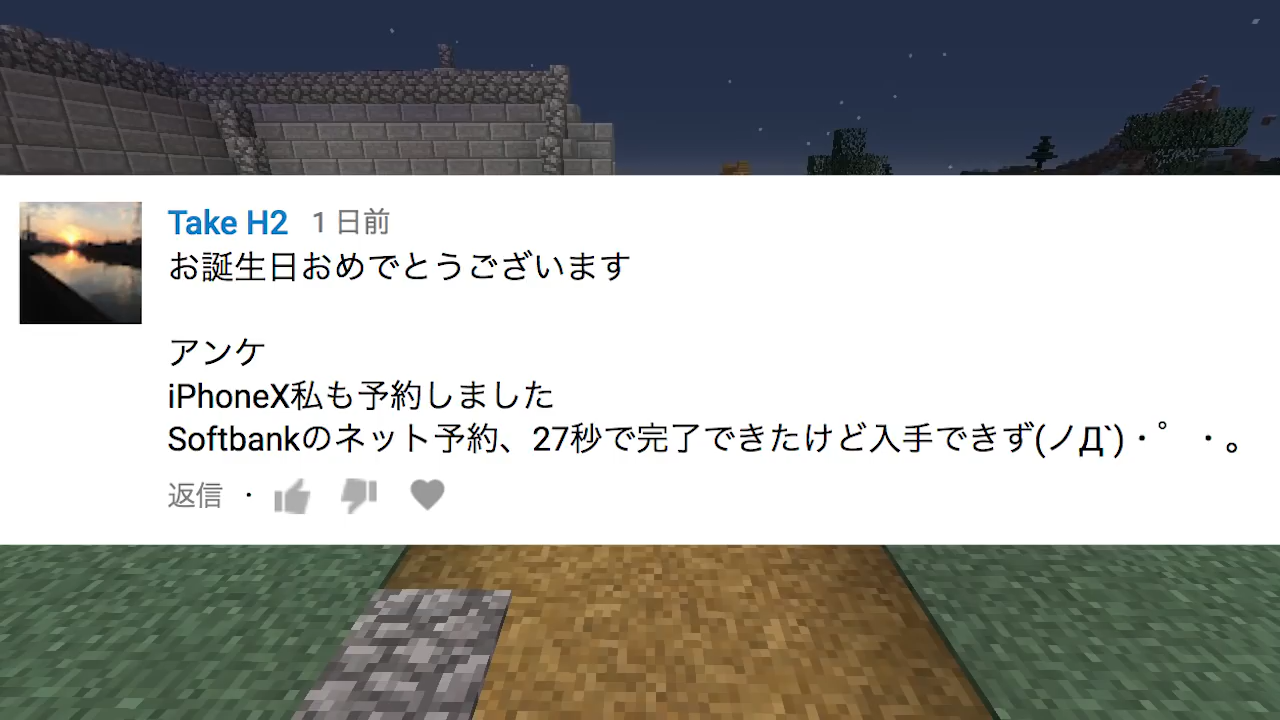 Take H2 1 日前
お誕生日おめでとうございます
アンケ
iPhoneX私も予約しました
Softbankのネット予約、27秒で完了できたけど入手できず(ノД`)・゜・。
返信 ・